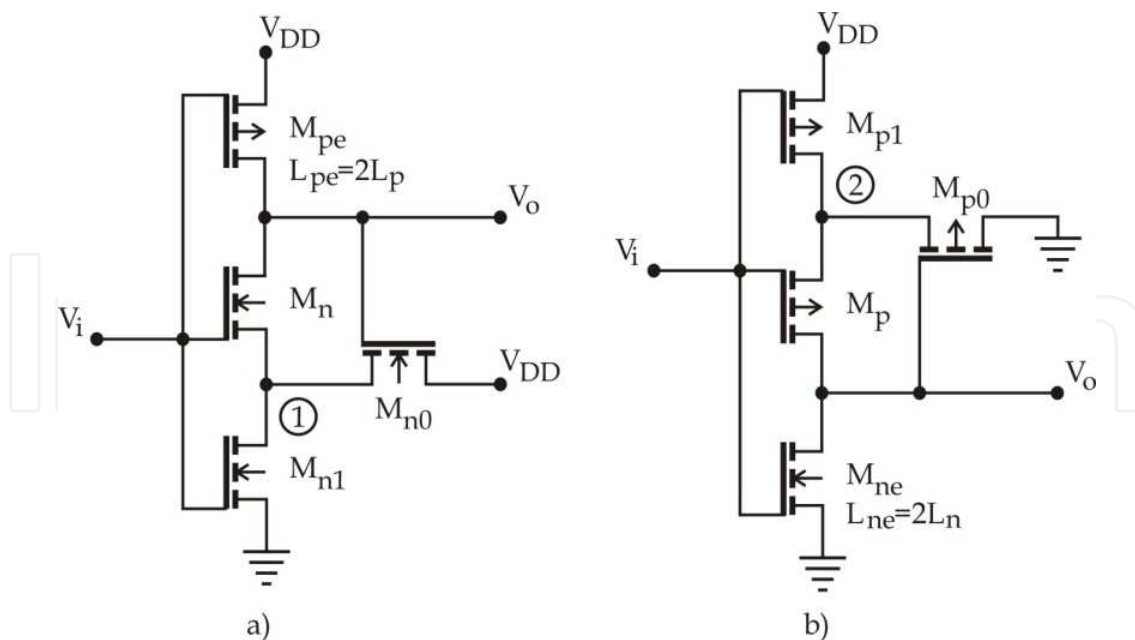 V_DD
M_pe
L_pe=2L_p
V_o
M_n
V_i
V_DD
M_n0
1
M_n1
a)
V_DD
M_p1
2
M_p0
V_i
M_p
V_o
M_ne
L_ne=2L_n
b)